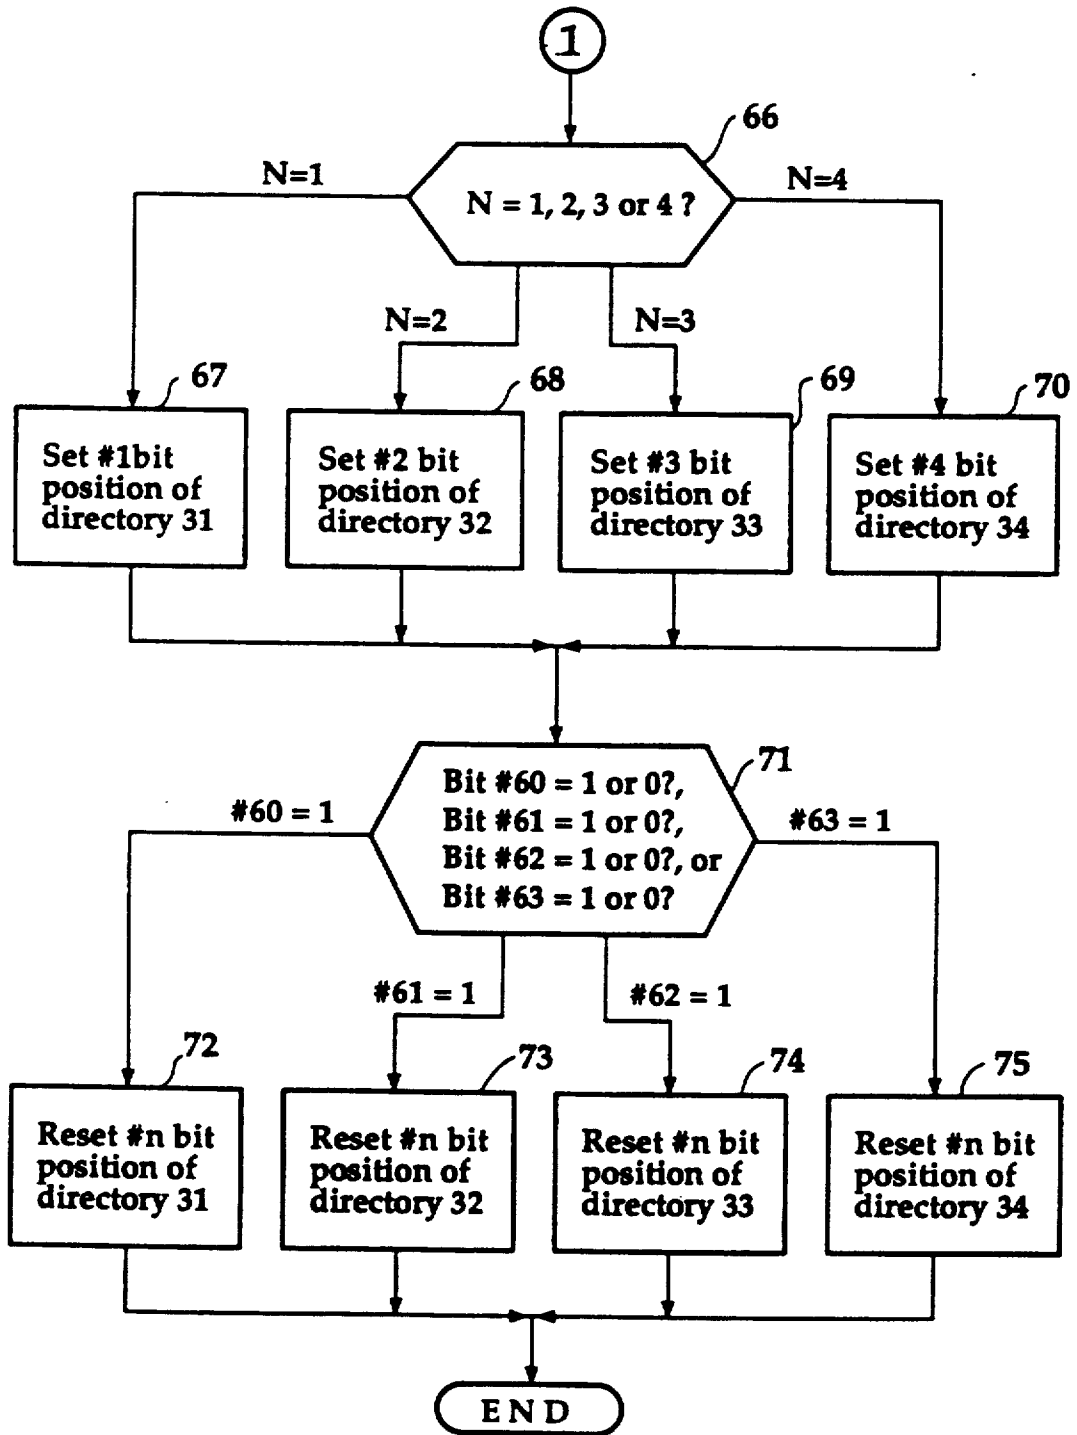 1
66
N=1
N=4
N = 1, 2, 3 or 4 ?
N=2
N=3
67
68
69
70
Set #1bit
position of
directory 31
Set #2 bit
position of
directory 32
Set #3 bit
position of
directory 33
Set #4 bit
position of
directory 34
71
#60 = 1
Bit #60 = 1 or 0?,
Bit #61 = 1 or 0?,
Bit #62 = 1 or 0?, or
Bit #63 = 1 or 0?
#63 = 1
#61 = 1
#62 = 1
72
73
74
75
Reset #n bit
position of
directory 31
Reset #n bit
position of
directory 32
Reset #n bit
position of
directory 33
Reset #n bit
position of
directory 34
END